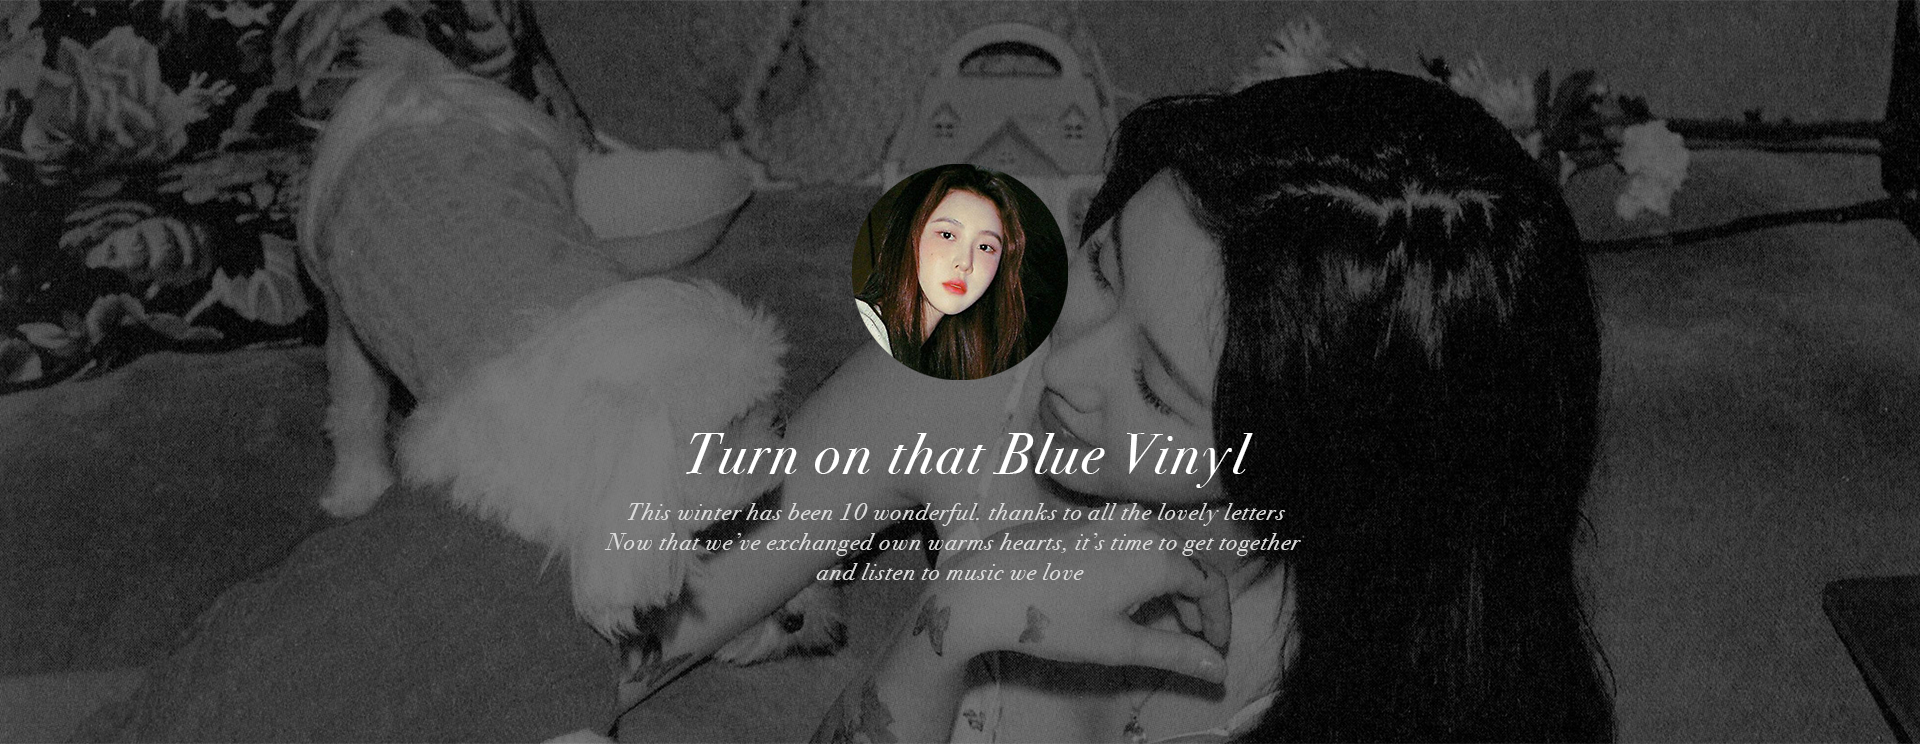 Turn on that Blue Vinyl
This winter has been 10 wonderful. thanks to all the lovely letters
Now that we’ve exchanged own warms hearts, it’s time to get together
and listen to music we love